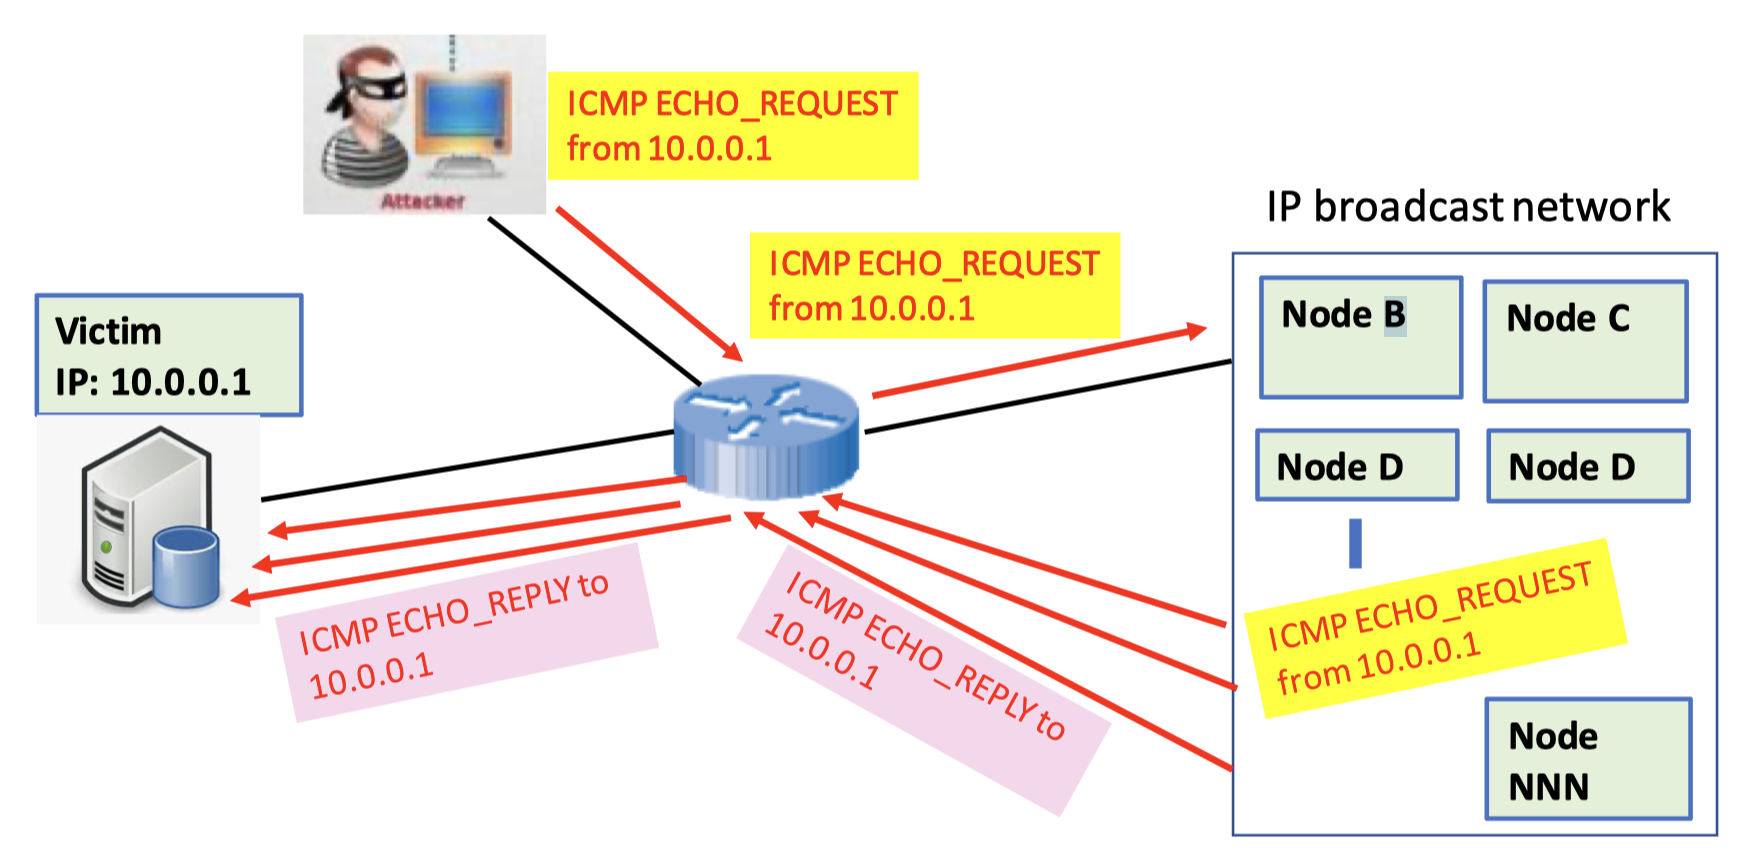 Attacker
ICMP ECHO_REQUEST
from 10.0.0.1
IP broadcast network
ICMP ECHO_REQUEST
from 10.0.0.1
Victim
IP: 10.0.0.1
Node B
Node C
Node D
Node D
ICMP ECHO_REQUEST
from 10.0.0.1
ICMP ECHO_REPLY to
10.0.0.1
ICMP ECHO_REPLY to
10.0.0.1
Node
NNN